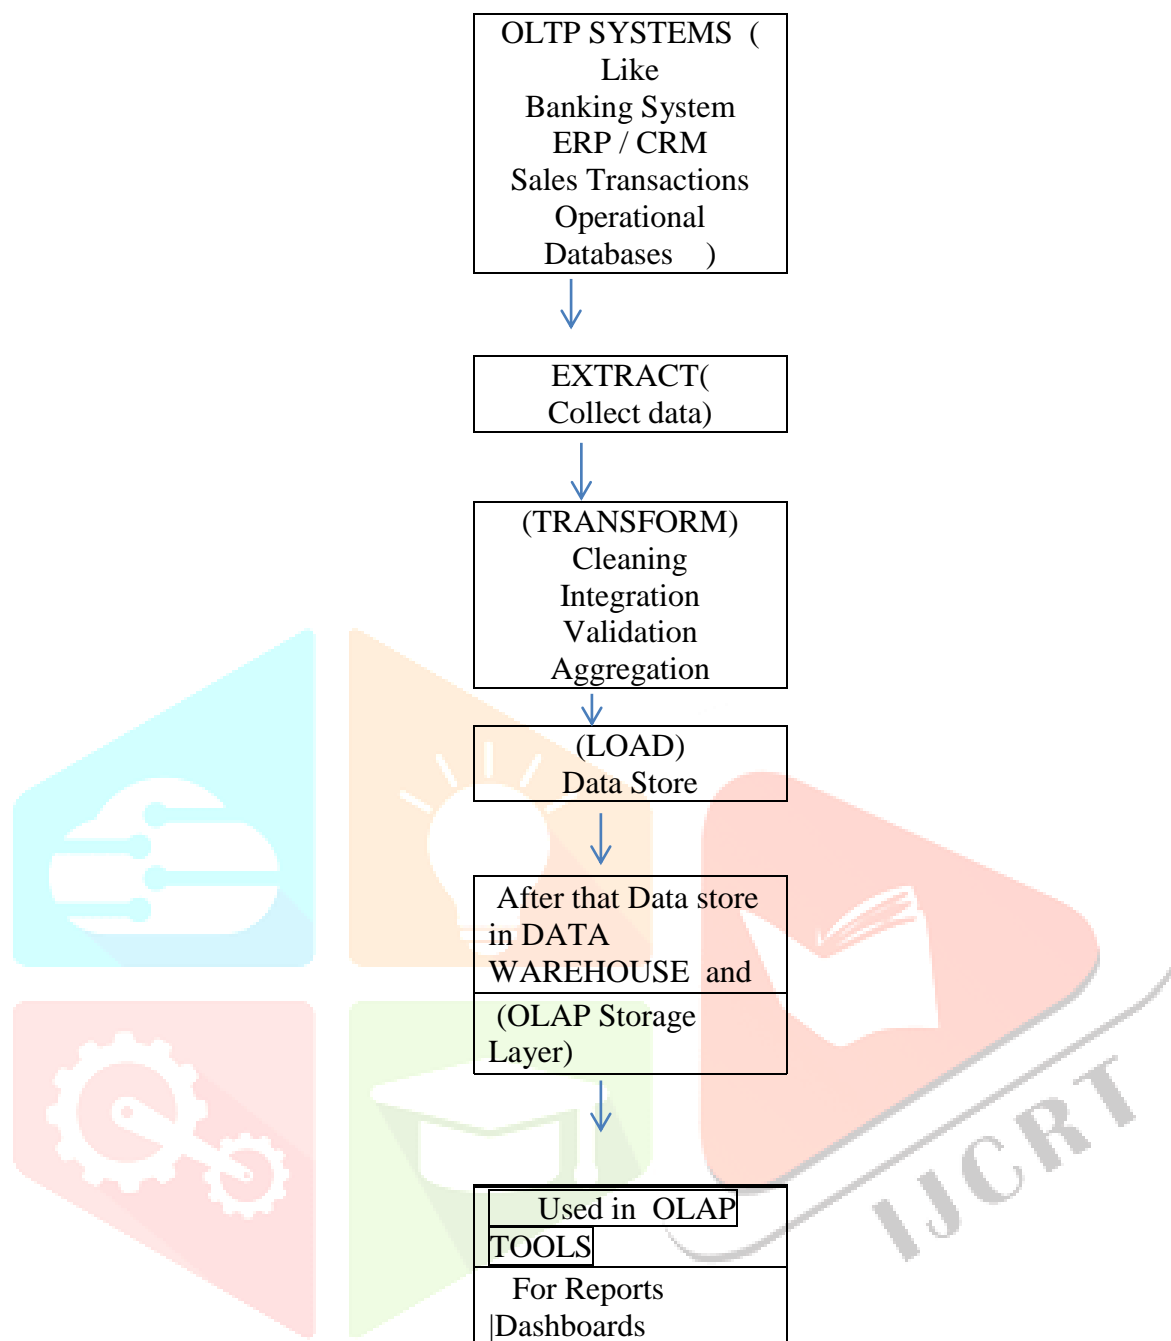 OLTP SYSTEMS (
Like
Banking System
ERP / CRM
Sales Transactions
Operational
Databases )
EXTRACT(
Collect data)
(TRANSFORM)
Cleaning
Integration
Validation
Aggregation
(LOAD)
Data Store
After that Data store
in DATA
WAREHOUSE and
(OLAP Storage
Layer)
Used in OLAP
TOOLS
For Reports
|Dashboards
IJCRT